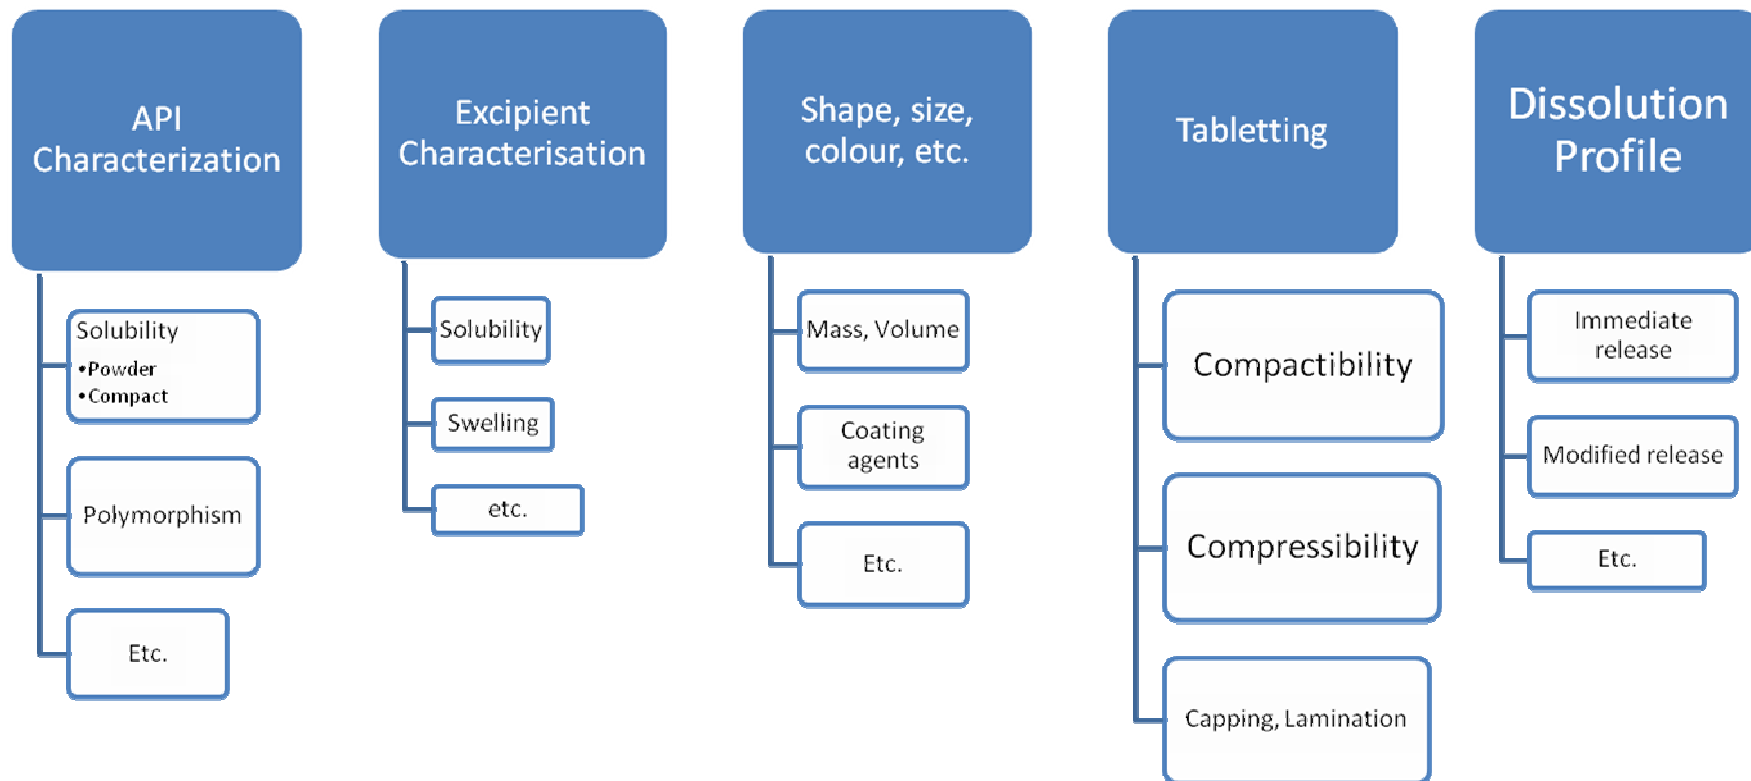 API
Characterization
Solubility
•Powder
•Compact
Polymorphism
Etc.
Excipient
Characterisation
Solubility
Swelling
etc.
Shape, size,
colour, etc.
Mass, Volume
Coating
agents
Etc.
Tabletting
Compactibility
Compressibility
Capping, Lamination
Dissolution
Profile
Immediate
release
Modified release
Etc.